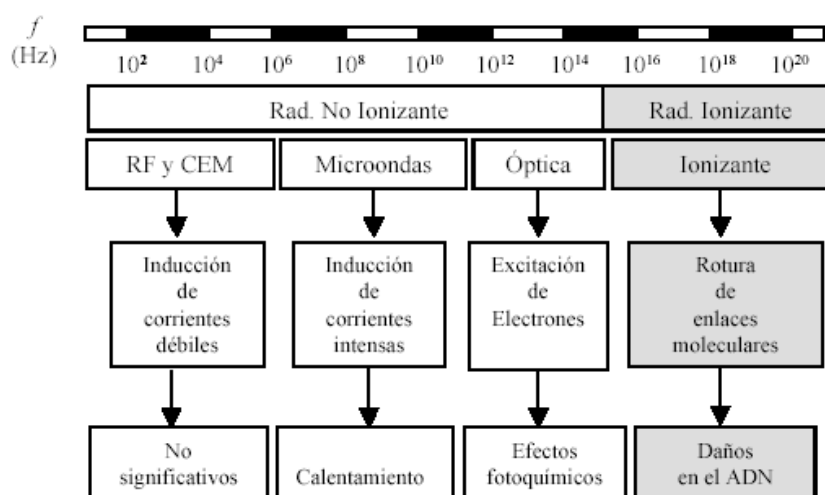 f
(Hz)
10² 10⁴ 10⁶ 10⁸ 10¹⁰ 10¹² 10¹⁴ 10¹⁶ 10¹⁸ 10²⁰
Rad. No Ionizante Rad. Ionizante
RF y CEM Microondas Óptica Ionizante
Inducción
de
corrientes
débiles
Inducción
de
corrientes
intensas
Excitación
de
Electrones
Rotura
de
enlaces
moleculares
No
significativos
Calentamiento
Efectos
fotoquímicos
Daños
en el ADN